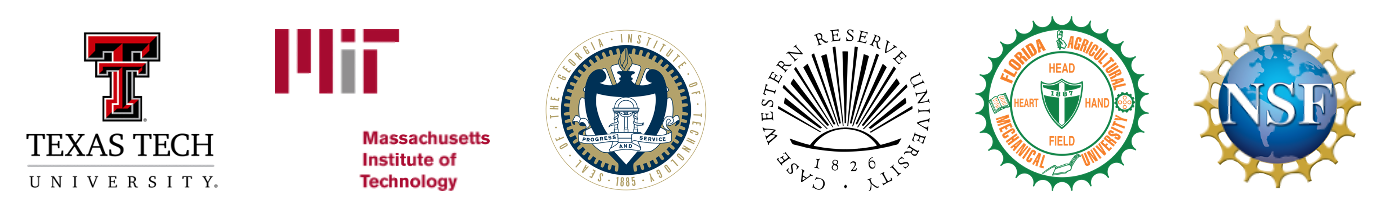 TEXAS TECH
UNIVERSITY®
MIT
Massachusetts
Institute of
Technology
SEAL · OF · THE · GEORGIA · INSTITUTE · OF · TECHNOLOGY
PROGRESS AND SERVICE
· 1885 ·
CASE WESTERN RESERVE UNIVERSITY ·
1826
FLORIDA AGRICULTURAL
HEAD
1887
HEART
HAND
FIELD
MECHANICAL UNIVERSITY
NSF